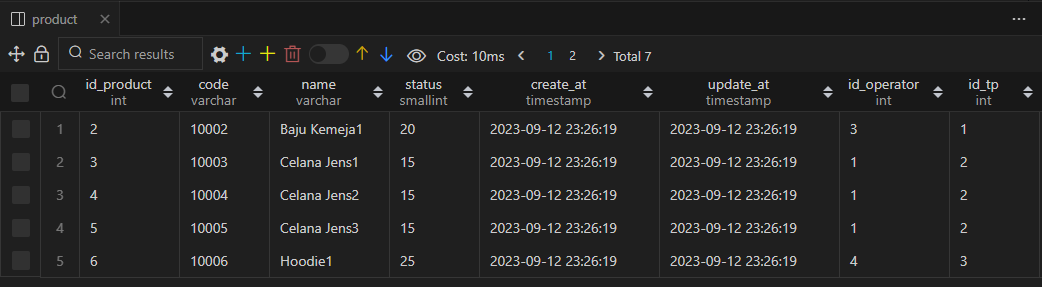 product
Search results Cost: 10ms 1 2 Total 7
id_product code name status create_at update_at id_operator id_tp
int varchar varchar smallint timestamp timestamp int int
1 2 10002 Baju Kemeja1 20 2023-09-12 23:26:19 2023-09-12 23:26:19 3 1
2 3 10003 Celana Jens1 15 2023-09-12 23:26:19 2023-09-12 23:26:19 1 2
3 4 10004 Celana Jens2 15 2023-09-12 23:26:19 2023-09-12 23:26:19 1 2
4 5 10005 Celana Jens3 15 2023-09-12 23:26:19 2023-09-12 23:26:19 1 2
5 6 10006 Hoodie1 25 2023-09-12 23:26:19 2023-09-12 23:26:19 4 3